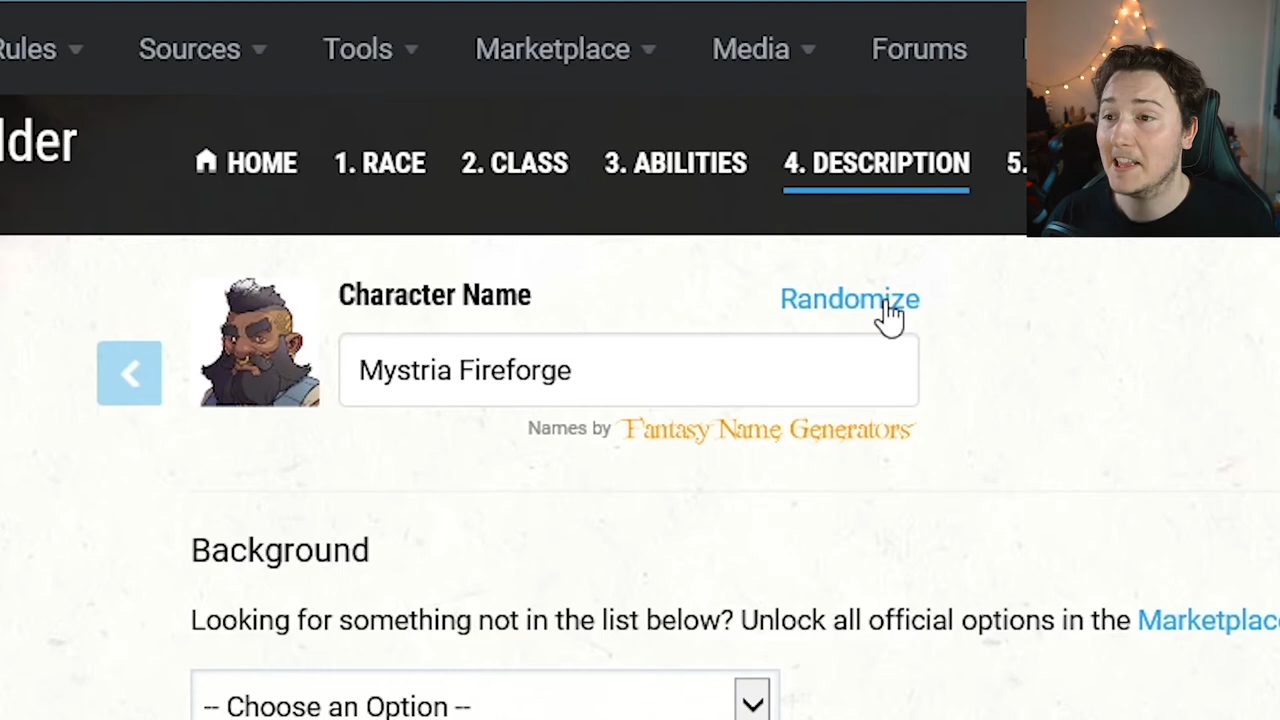 Rules Sources Tools Marketplace Media Forums
lder
HOME 1. RACE 2. CLASS 3. ABILITIES 4. DESCRIPTION 5.
Character Name Randomize
Mystria Fireforge
Names by Fantasy Name Generators
Background
Looking for something not in the list below? Unlock all official options in the Marketplac
-- Choose an Option --